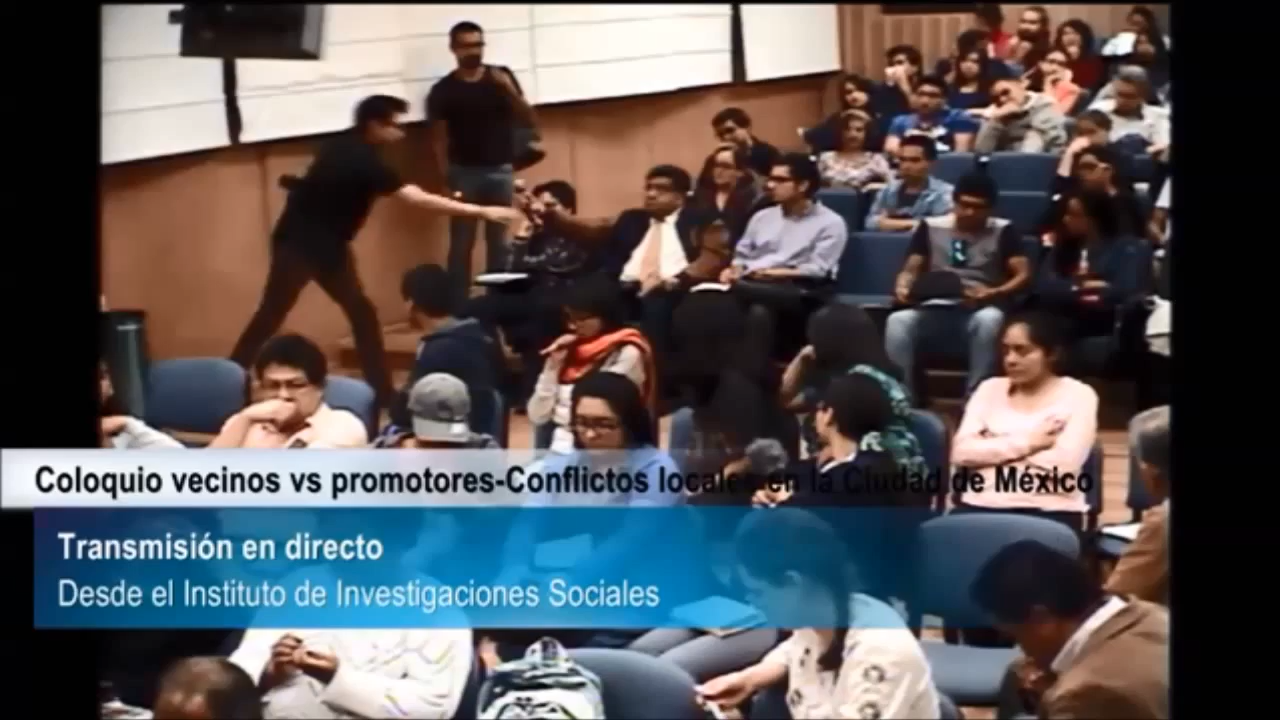 Coloquio vecinos vs promotores-Conflictos locales en la Ciudad de México
Transmisión en directo
Desde el Instituto de Investigaciones Sociales